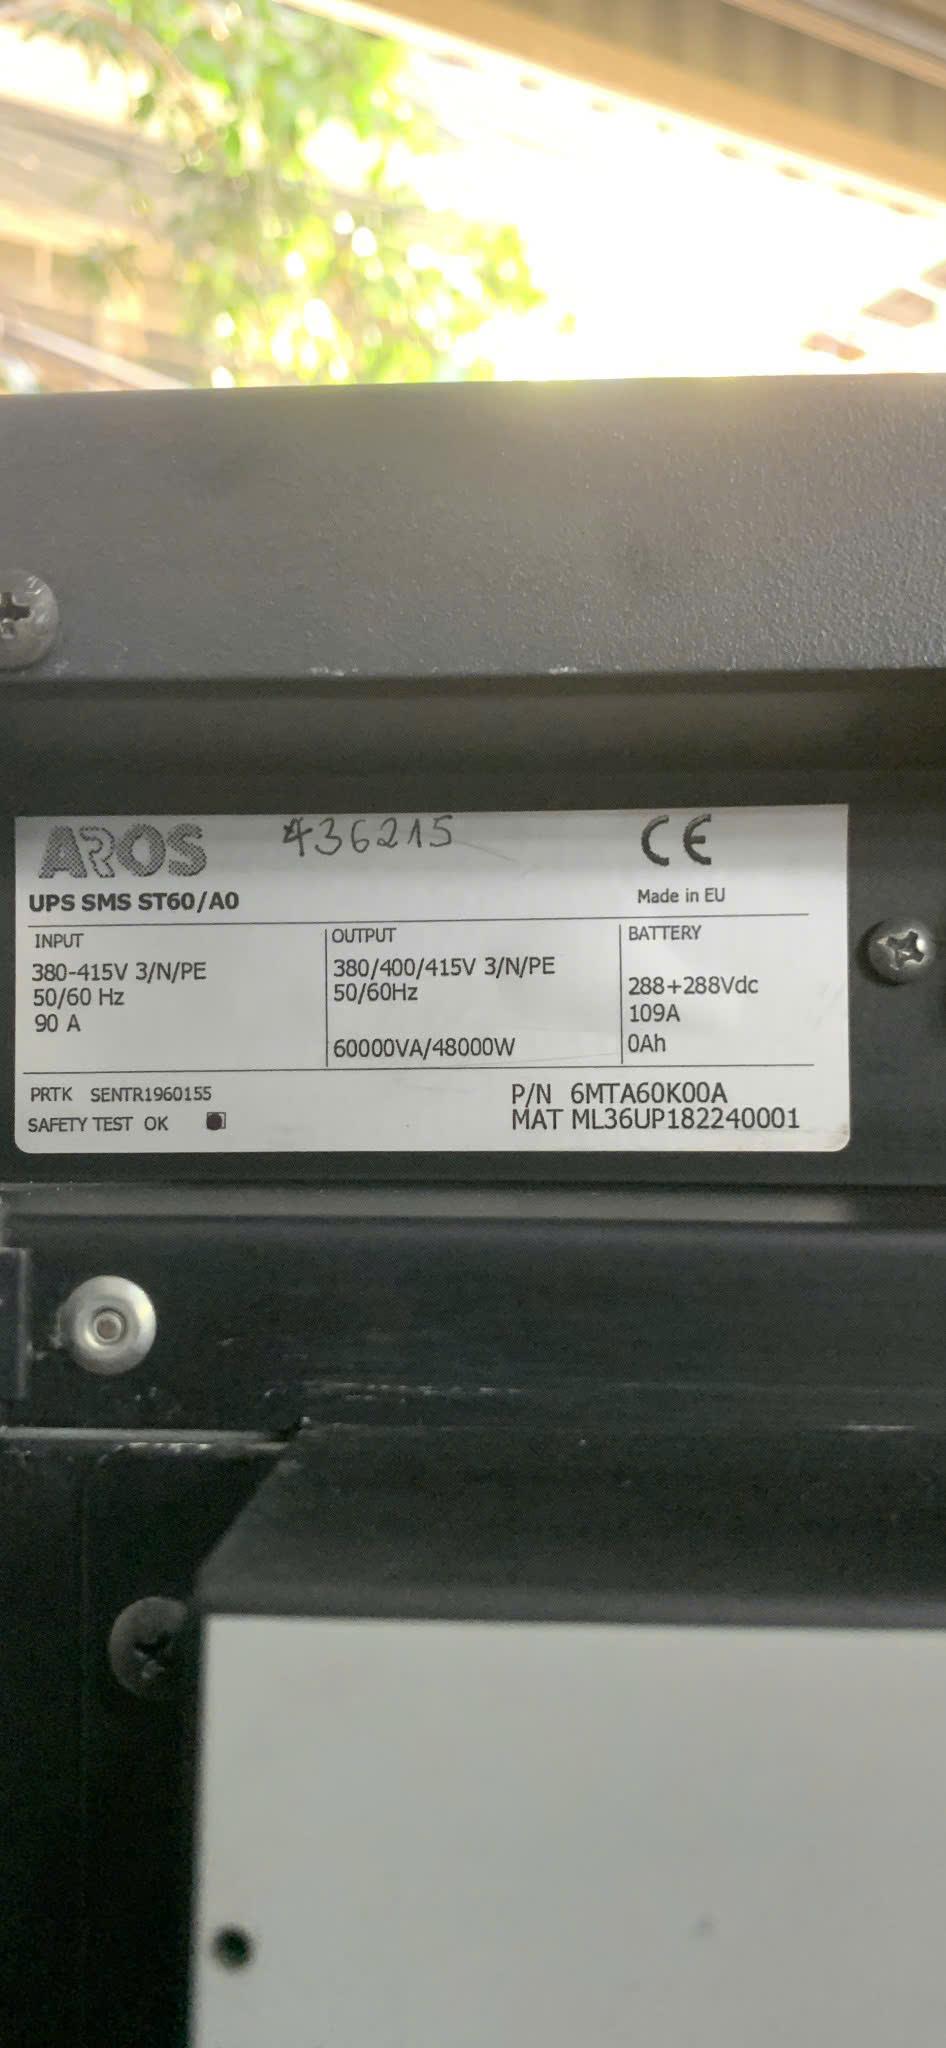 AROS 436215 CE
UPS SMS ST60/A0 Made in EU
INPUT
380-415V 3/N/PE
50/60 Hz
90 A
OUTPUT
380/400/415V 3/N/PE
50/60Hz
60000VA/48000W
BATTERY
288+288Vdc
109A
0Ah
PRTK SENTR1960155
SAFETY TEST OK
P/N 6MTA60K00A
MAT ML36UP182240001